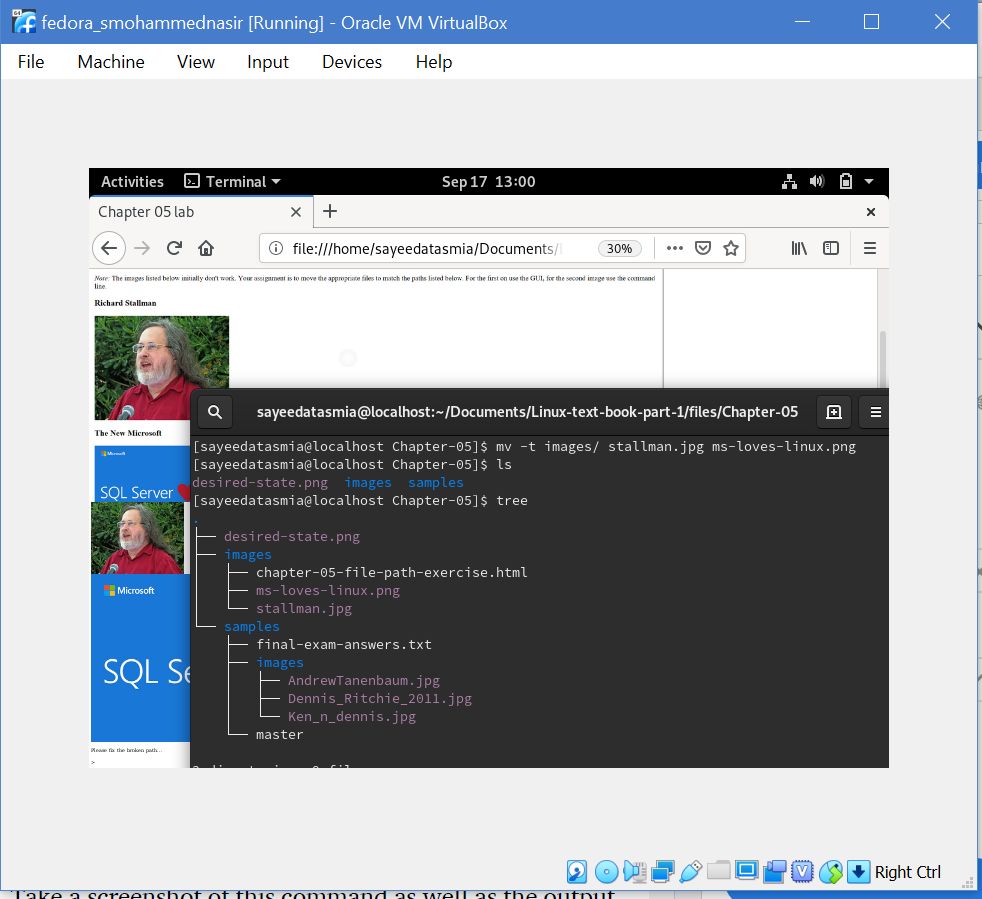 fedora_smohammednasir [Running] - Oracle VM VirtualBox
File Machine View Input Devices Help
Activities Terminal Sep 17 13:00
Chapter 05 lab
file:///home/sayeedatasmia/Documents/ 30%
Note: The images listed below initially don't work. Your assignment is to move the appropriate files to match the paths listed below. For the first on use the GUI, for the second image use the command
line.
Richard Stallman
The New Microsoft
Microsoft
SQL Server
Microsoft
SQL Se
Please fix the broken path...
>
sayeedatasmia@localhost:~/Documents/Linux-text-book-part-1/files/Chapter-05
[sayeedatasmia@localhost Chapter-05]$ mv -t images/ stallman.jpg ms-loves-linux.png
[sayeedatasmia@localhost Chapter-05]$ ls
desired-state.png images samples
[sayeedatasmia@localhost Chapter-05]$ tree
.
├── desired-state.png
├── images
│   ├── chapter-05-file-path-exercise.html
│   ├── ms-loves-linux.png
│   └── stallman.jpg
└── samples
    ├── final-exam-answers.txt
    ├── images
    │   ├── AndrewTanenbaum.jpg
    │   ├── Dennis_Ritchie_2011.jpg
    │   └── Ken_n_dennis.jpg
    └── master
Right Ctrl
Take a screenshot of this command as well as the output